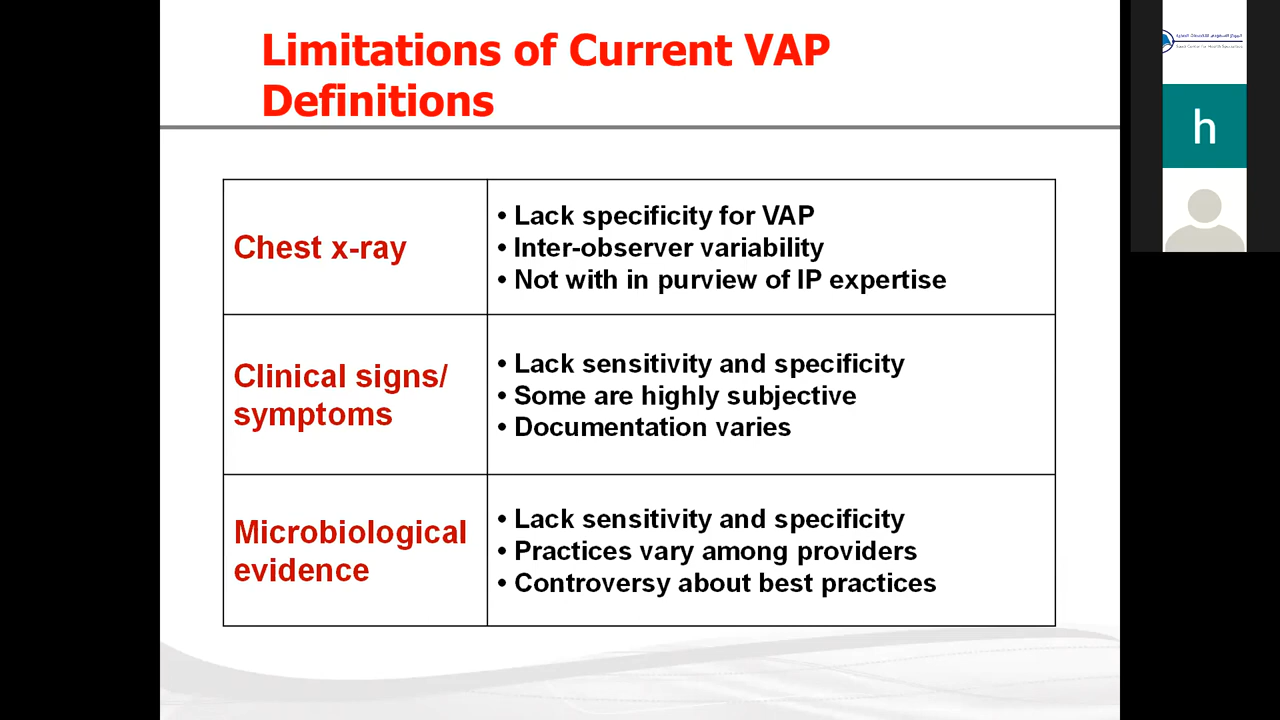 Limitations of Current VAP
Definitions
Chest x-ray
• Lack specificity for VAP
• Inter-observer variability
• Not with in purview of IP expertise
Clinical signs/
symptoms
• Lack sensitivity and specificity
• Some are highly subjective
• Documentation varies
Microbiological
evidence
• Lack sensitivity and specificity
• Practices vary among providers
• Controversy about best practices
h